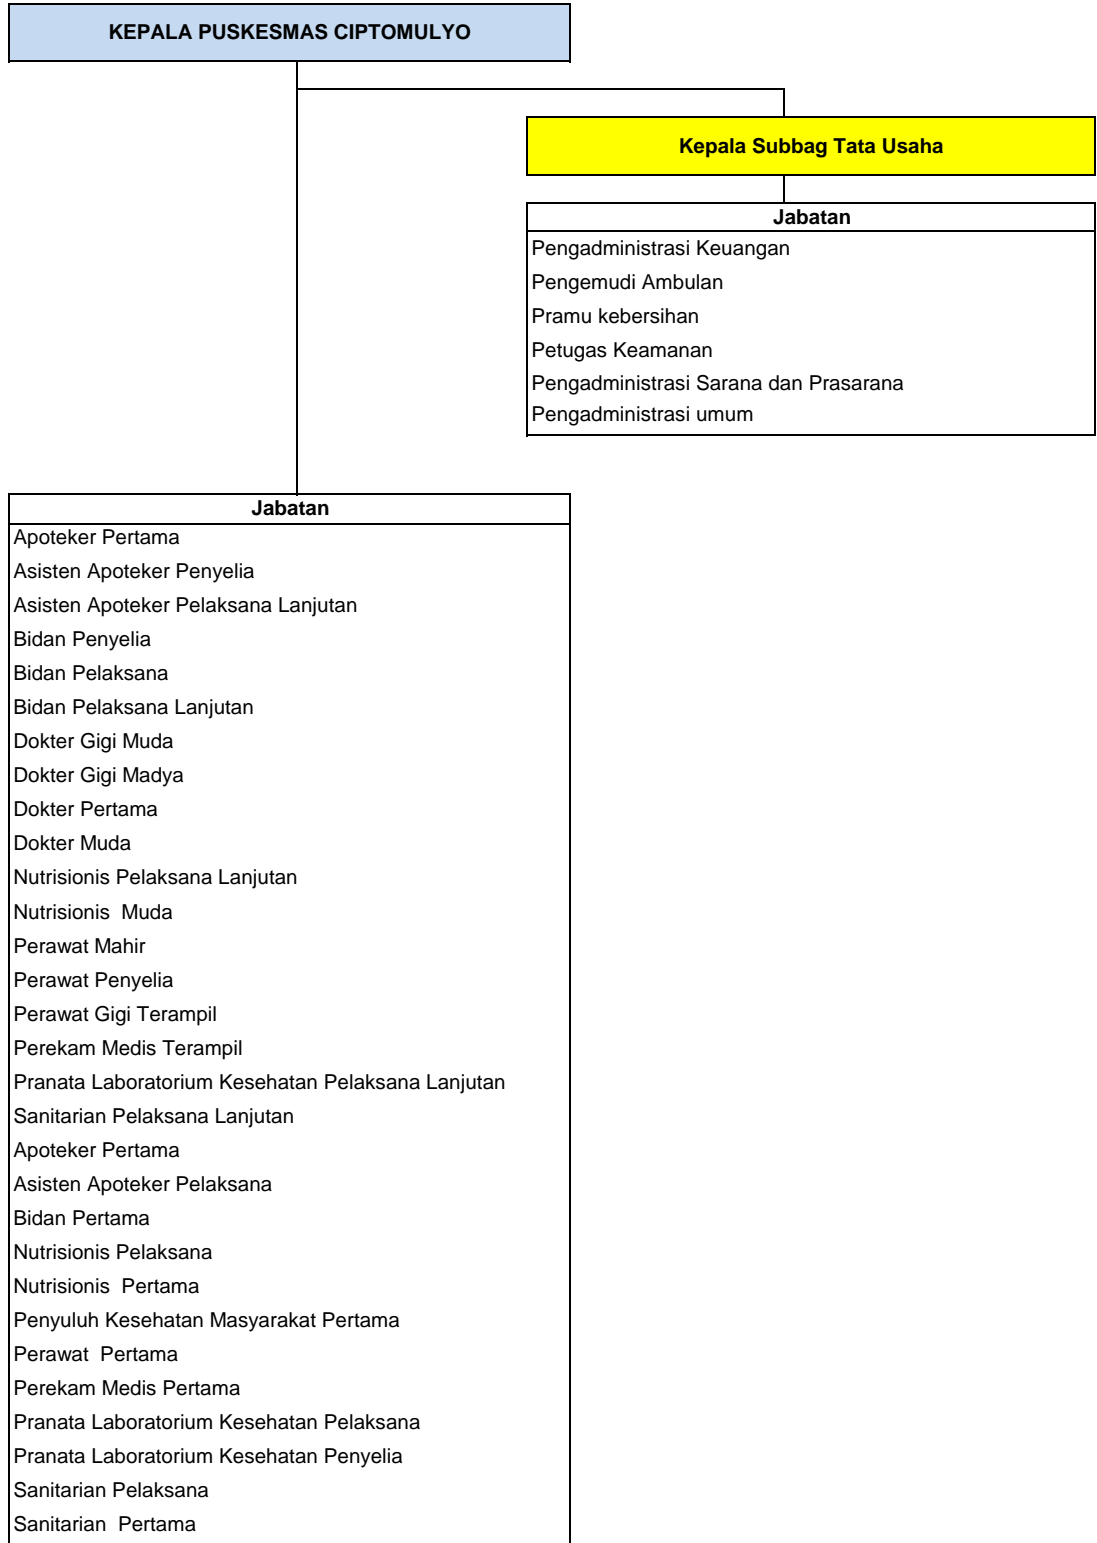 KEPALA PUSKESMAS CIPTOMULYO
Kepala Subbag Tata Usaha
Jabatan
Pengadministrasi Keuangan
Pengemudi Ambulan
Pramu kebersihan
Petugas Keamanan
Pengadministrasi Sarana dan Prasarana
Pengadministrasi umum
Jabatan
Apoteker Pertama
Asisten Apoteker Penyelia
Asisten Apoteker Pelaksana Lanjutan
Bidan Penyelia
Bidan Pelaksana
Bidan Pelaksana Lanjutan
Dokter Gigi Muda
Dokter Gigi Madya
Dokter Pertama
Dokter Muda
Nutrisionis Pelaksana Lanjutan
Nutrisionis  Muda
Perawat Mahir
Perawat Penyelia
Perawat Gigi Terampil
Perekam Medis Terampil
Pranata Laboratorium Kesehatan Pelaksana Lanjutan
Sanitarian Pelaksana Lanjutan
Apoteker Pertama
Asisten Apoteker Pelaksana
Bidan Pertama
Nutrisionis Pelaksana
Nutrisionis  Pertama
Penyuluh Kesehatan Masyarakat Pertama
Perawat  Pertama
Perekam Medis Pertama
Pranata Laboratorium Kesehatan Pelaksana
Pranata Laboratorium Kesehatan Penyelia
Sanitarian Pelaksana
Sanitarian  Pertama